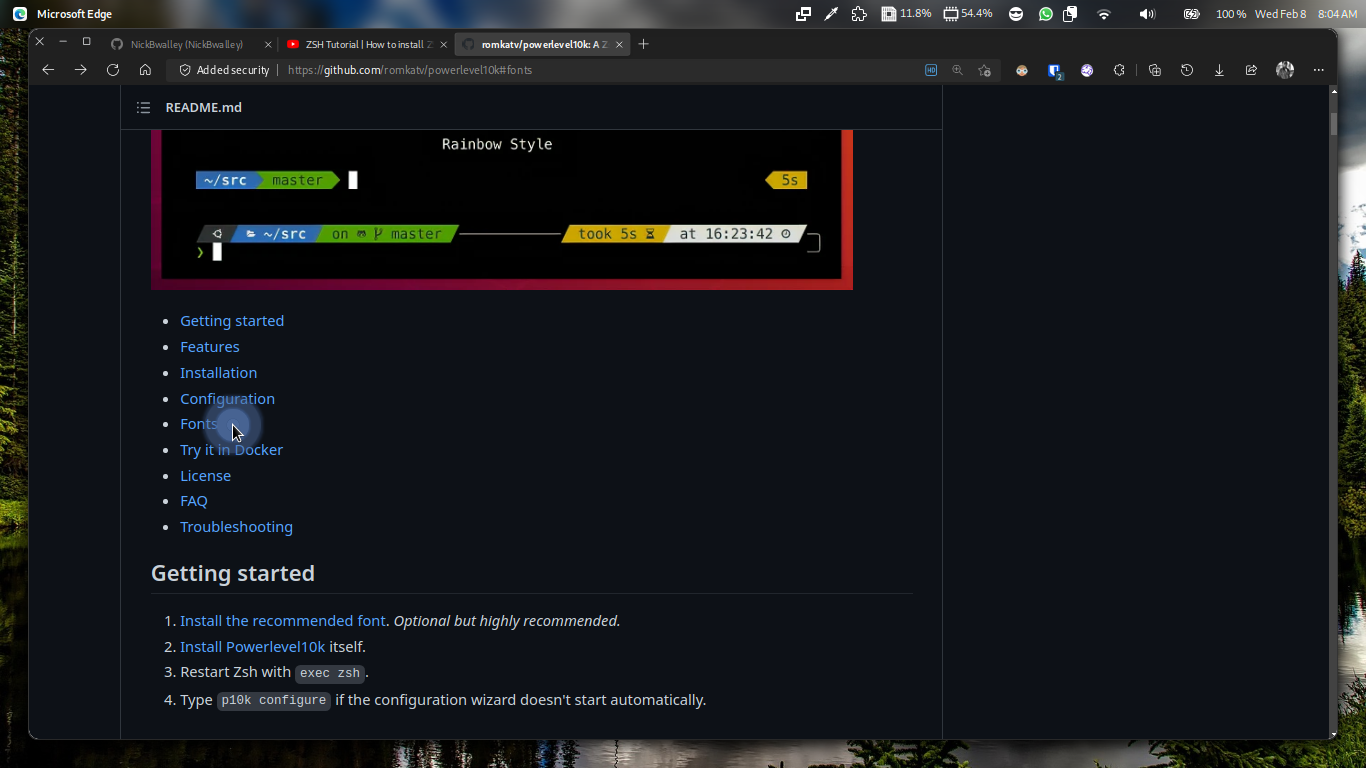 Microsoft Edge
11.8% 54.4% 100 % Wed Feb 8 8:04 AM
NickBwalley (NickBwalley) ZSH Tutorial | How to install Z romkatv/powerlevel10k: A Z
Added security https://github.com/romkatv/powerlevel10k#fonts HD 2
README.md
Rainbow Style
~/src master 5s
~/src on master took 5s at 16:23:42
Getting started
Features
Installation
Configuration
Fonts
Try it in Docker
License
FAQ
Troubleshooting
Getting started
1. Install the recommended font. Optional but highly recommended.
2. Install Powerlevel10k itself.
3. Restart Zsh with exec zsh.
4. Type p10k configure if the configuration wizard doesn't start automatically.